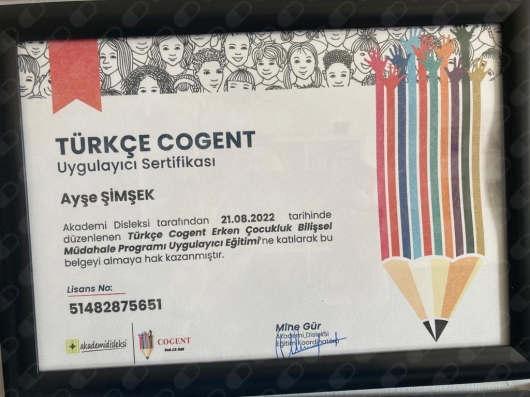 TÜRKÇE COGENT
Uygulayıcı Sertifikası
Ayşe ŞİMŞEK
Akademi Disleksi tarafından 21.08.2022 tarihinde
düzenlenen Türkçe Cogent Erken Çocukluk Bilişsel
Müdahale Programı Uygulayıcı Eğitimi'ne katılarak bu
belgeyi almaya hak kazanmıştır.
Lisans No:
51482875651
Mine Gür
Akademi Disleksi
Eğitim Koordinatörü
akademidisleksi
COGENT